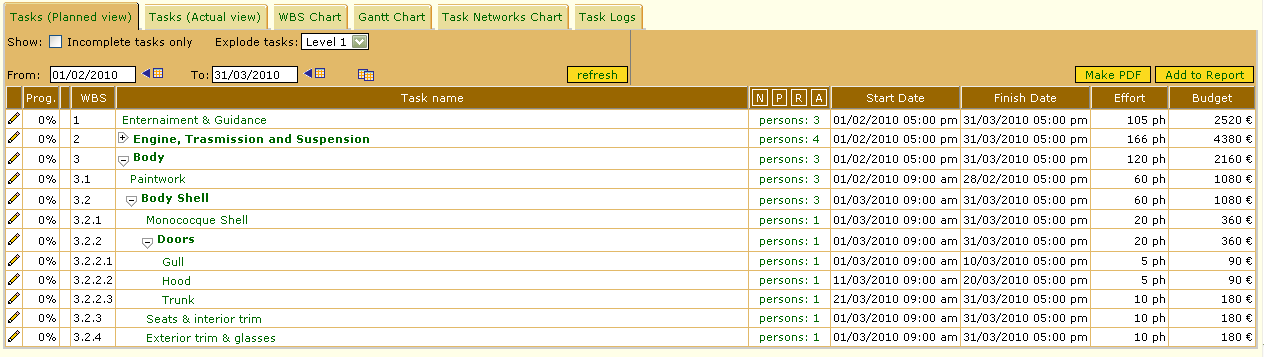 Tasks (Planned view) Tasks (Actual view) WBS Chart Gantt Chart Task Networks Chart Task Logs
Show: Incomplete tasks only Explode tasks: Level 1
From: 01/02/2010 To: 31/03/2010 refresh Make PDF Add to Report
Prog. WBS Task name N P R A Start Date Finish Date Effort Budget
0% 1 Enternaiment & Guidance persons: 3 01/02/2010 05:00 pm 31/03/2010 05:00 pm 105 ph 2520 €
0% 2 Engine, Trasmission and Suspension persons: 4 01/02/2010 05:00 pm 31/03/2010 05:00 pm 166 ph 4380 €
0% 3 Body persons: 3 01/02/2010 05:00 pm 31/03/2010 05:00 pm 120 ph 2160 €
0% 3.1 Paintwork persons: 3 01/02/2010 09:00 am 28/02/2010 05:00 pm 60 ph 1080 €
0% 3.2 Body Shell persons: 3 01/03/2010 09:00 am 31/03/2010 05:00 pm 60 ph 1080 €
0% 3.2.1 Monococque Shell persons: 1 01/03/2010 09:00 am 31/03/2010 05:00 pm 20 ph 360 €
0% 3.2.2 Doors persons: 1 01/03/2010 09:00 am 31/03/2010 05:00 pm 20 ph 360 €
0% 3.2.2.1 Gull persons: 1 01/03/2010 09:00 am 10/03/2010 05:00 pm 5 ph 90 €
0% 3.2.2.2 Hood persons: 1 11/03/2010 09:00 am 20/03/2010 05:00 pm 5 ph 90 €
0% 3.2.2.3 Trunk persons: 1 21/03/2010 09:00 am 31/03/2010 05:00 pm 10 ph 180 €
0% 3.2.3 Seats & interior trim persons: 1 01/03/2010 09:00 am 31/03/2010 05:00 pm 10 ph 180 €
0% 3.2.4 Exterior trim & glasses persons: 1 01/03/2010 09:00 am 31/03/2010 05:00 pm 10 ph 180 €